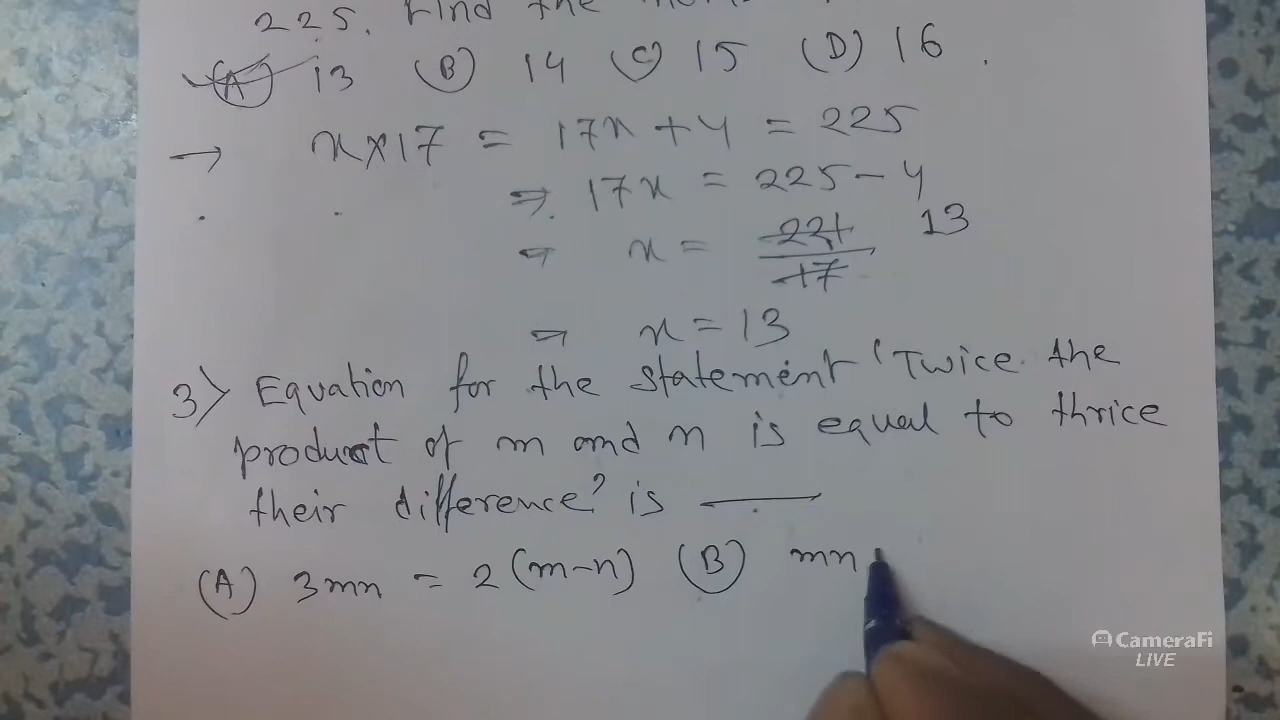 225. Find the
(A) 13 (B) 14 (C) 15 (D) 16.
→ x×17 = 17x + 4 = 225
⇒ 17x = 225 - 4
⇒ x = 221/17 13
⇒ x = 13
3) Equation for the statement 'Twice the
product of m and n is equal to thrice
their difference' is ____
(A) 3mn = 2(m-n) (B) mn
CameraFi
LIVE